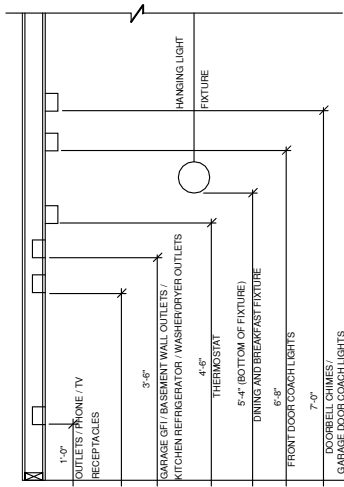 HANGING LIGHT
FIXTURE
1'-0"
OUTLETS / PHONE / TV
RECEPTACLES
3'-6"
GARAGE GFI / BASEMENT WALL OUTLETS /
KITCHEN REFRIGERATOR / WASHER/DRYER OUTLETS
4'-6"
THERMOSTAT
5'-4" (BOTTOM OF FIXTURE)
DINING AND BREAKFAST FIXTURE
6'-8"
FRONT DOOR COACH LIGHTS
7'-0"
DOORBELL CHIMES /
GARAGE DOOR COACH LIGHTS